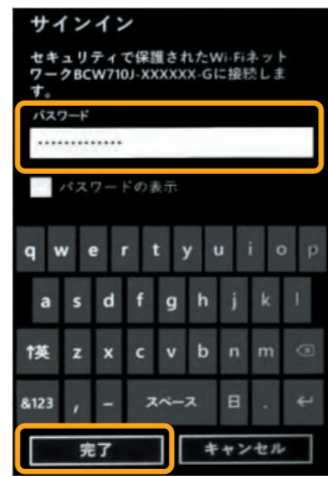 サインイン
セキュリティで保護されたWi-Fiネット
ワークBCW710J-XXXXXX-Gに接続しま
す。
パスワード
•••••••••••••
パスワードの表示
q w e r t y u i o p
a s d f g h j k l
↑英 z x c v b n m
&123 , - スペース 日 .
完了 キャンセル